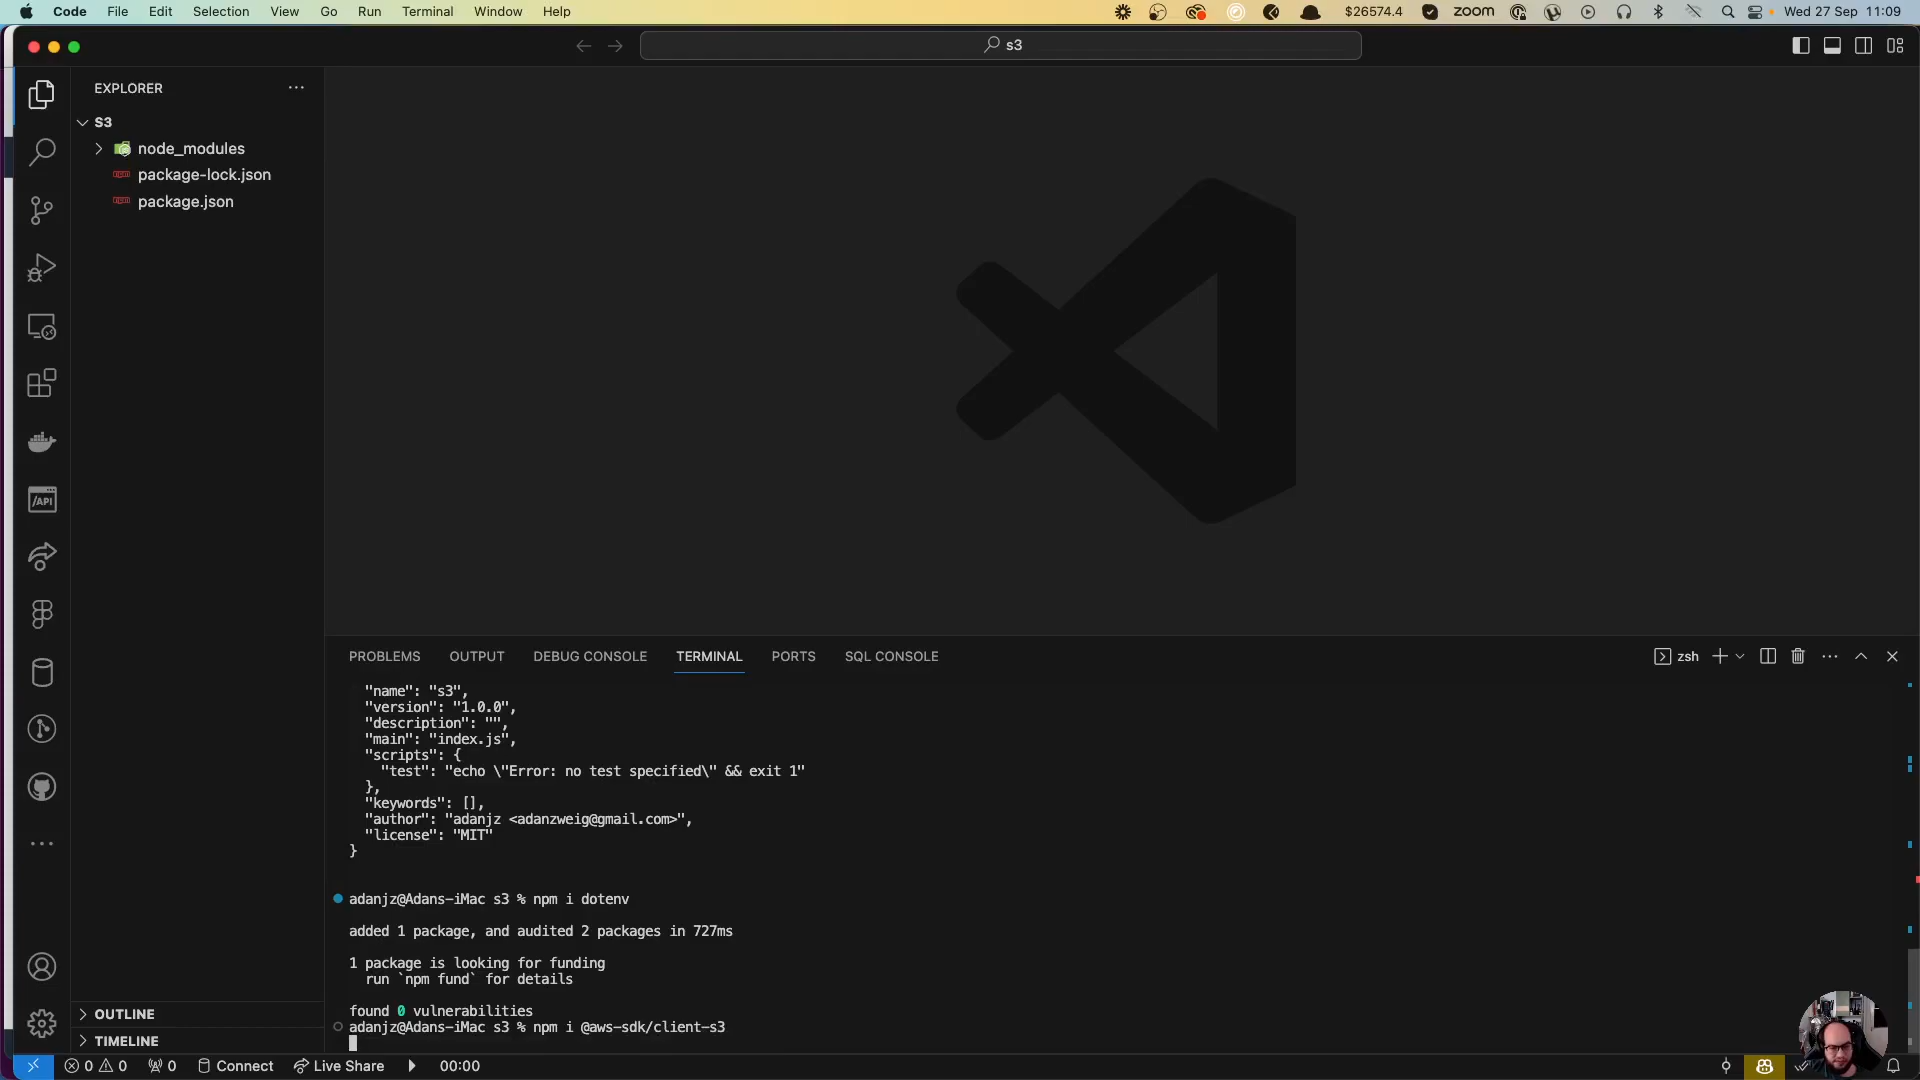 Code File Edit Selection View Go Run Terminal Window Help $26574.4 zoom Wed 27 Sep 11:09
s3
EXPLORER
S3
node_modules
package-lock.json
package.json
/API
PROBLEMS OUTPUT DEBUG CONSOLE TERMINAL PORTS SQL CONSOLE zsh
"name": "s3",
"version": "1.0.0",
"description": "",
"main": "index.js",
"scripts": {
"test": "echo \"Error: no test specified\" && exit 1"
},
"keywords": [],
"author": "adanjz <adanzweig@gmail.com>",
"license": "MIT"
}
adanjz@Adans-iMac s3 % npm i dotenv
added 1 package, and audited 2 packages in 727ms
1 package is looking for funding
run `npm fund` for details
found 0 vulnerabilities
adanjz@Adans-iMac s3 % npm i @aws-sdk/client-s3
OUTLINE
TIMELINE
0 0 0 Connect Live Share 00:00